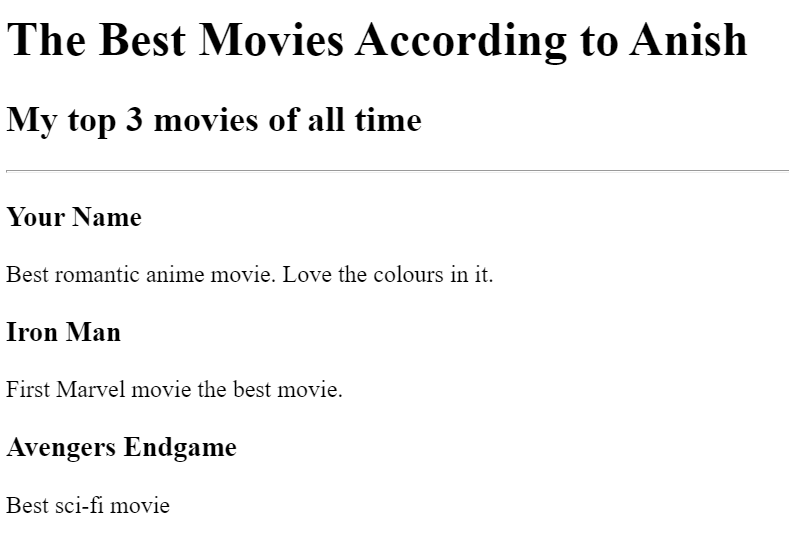 The Best Movies According to Anish
My top 3 movies of all time
Your Name
Best romantic anime movie. Love the colours in it.
Iron Man
First Marvel movie the best movie.
Avengers Endgame
Best sci-fi movie